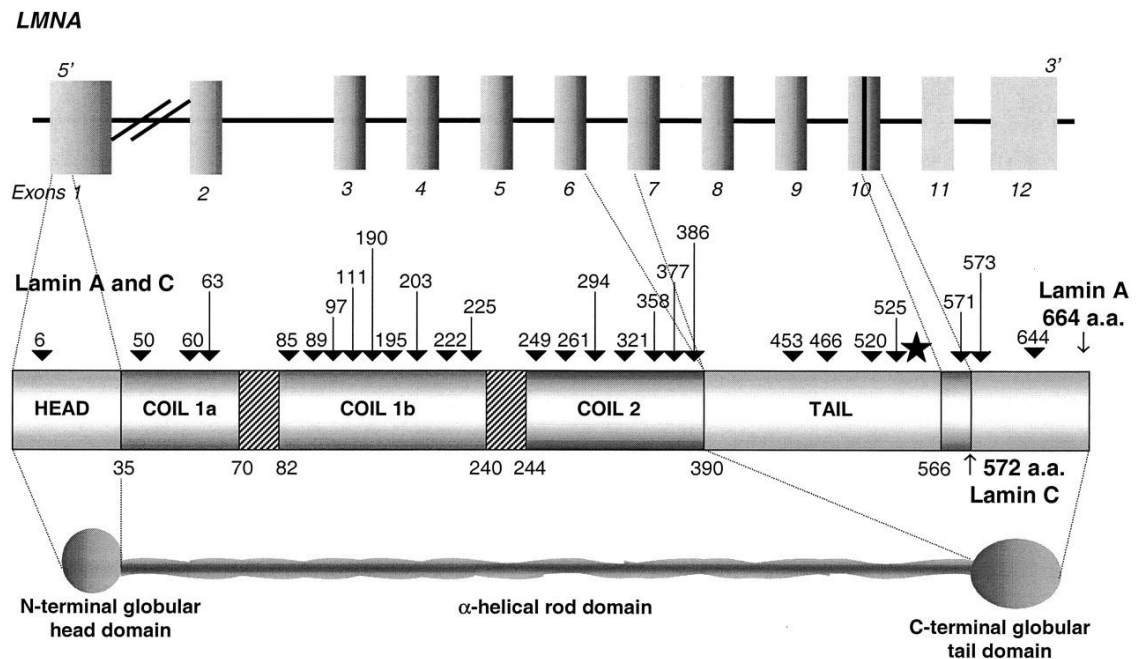 LMNA
5’
3’
Exons 1
2
3
4
5
6
7
8
9
10
11
12
Lamin A and C
6
50
60
63
85
89
97
111
190
195
203
222
225
249
261
294
321
358
377
386
453
466
520
525
571
573
644
Lamin A
664 a.a.
HEAD
COIL 1a
COIL 1b
COIL 2
TAIL
35
70
82
240
244
390
566
572 a.a.
Lamin C
N-terminal globular
head domain
α-helical rod domain
C-terminal globular
tail domain